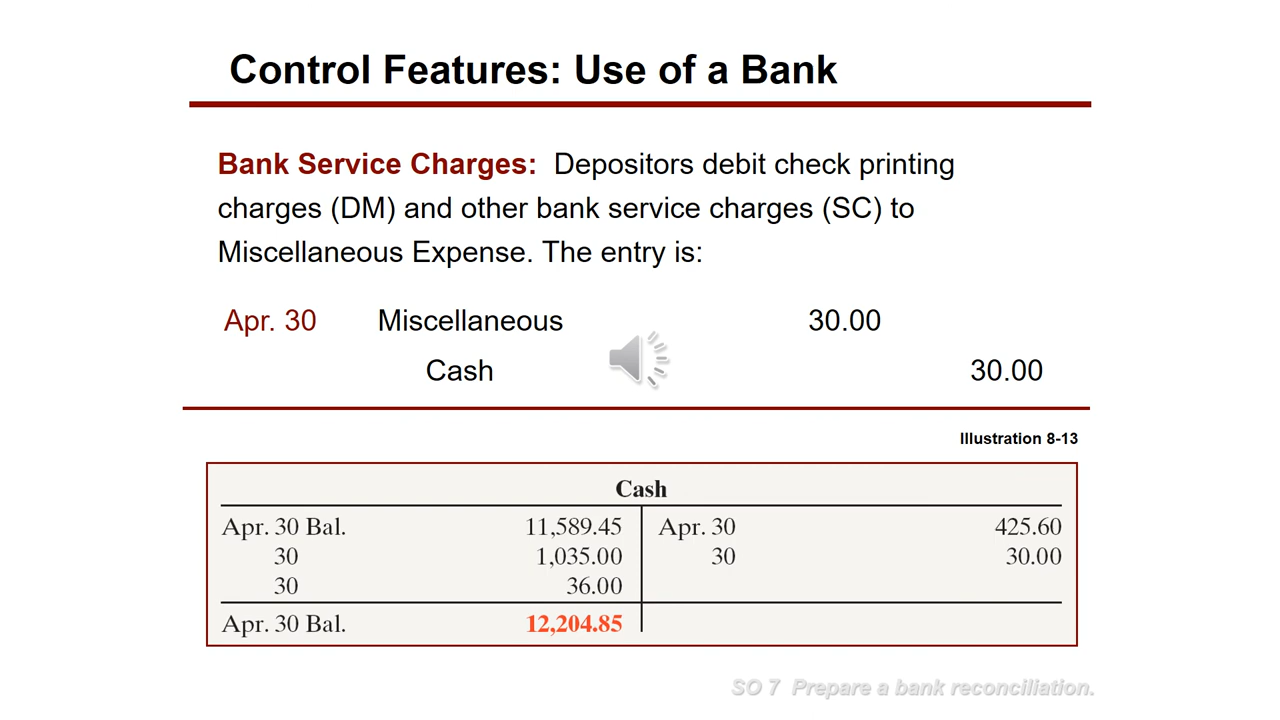 Control Features: Use of a Bank
Bank Service Charges: Depositors debit check printing
charges (DM) and other bank service charges (SC) to
Miscellaneous Expense. The entry is:
Apr. 30 Miscellaneous 30.00
Cash 30.00
Illustration 8-13
Cash
Apr. 30 Bal. 11,589.45 Apr. 30 425.60
30 1,035.00 30 30.00
30 36.00
Apr. 30 Bal. 12,204.85
SO 7 Prepare a bank reconciliation.